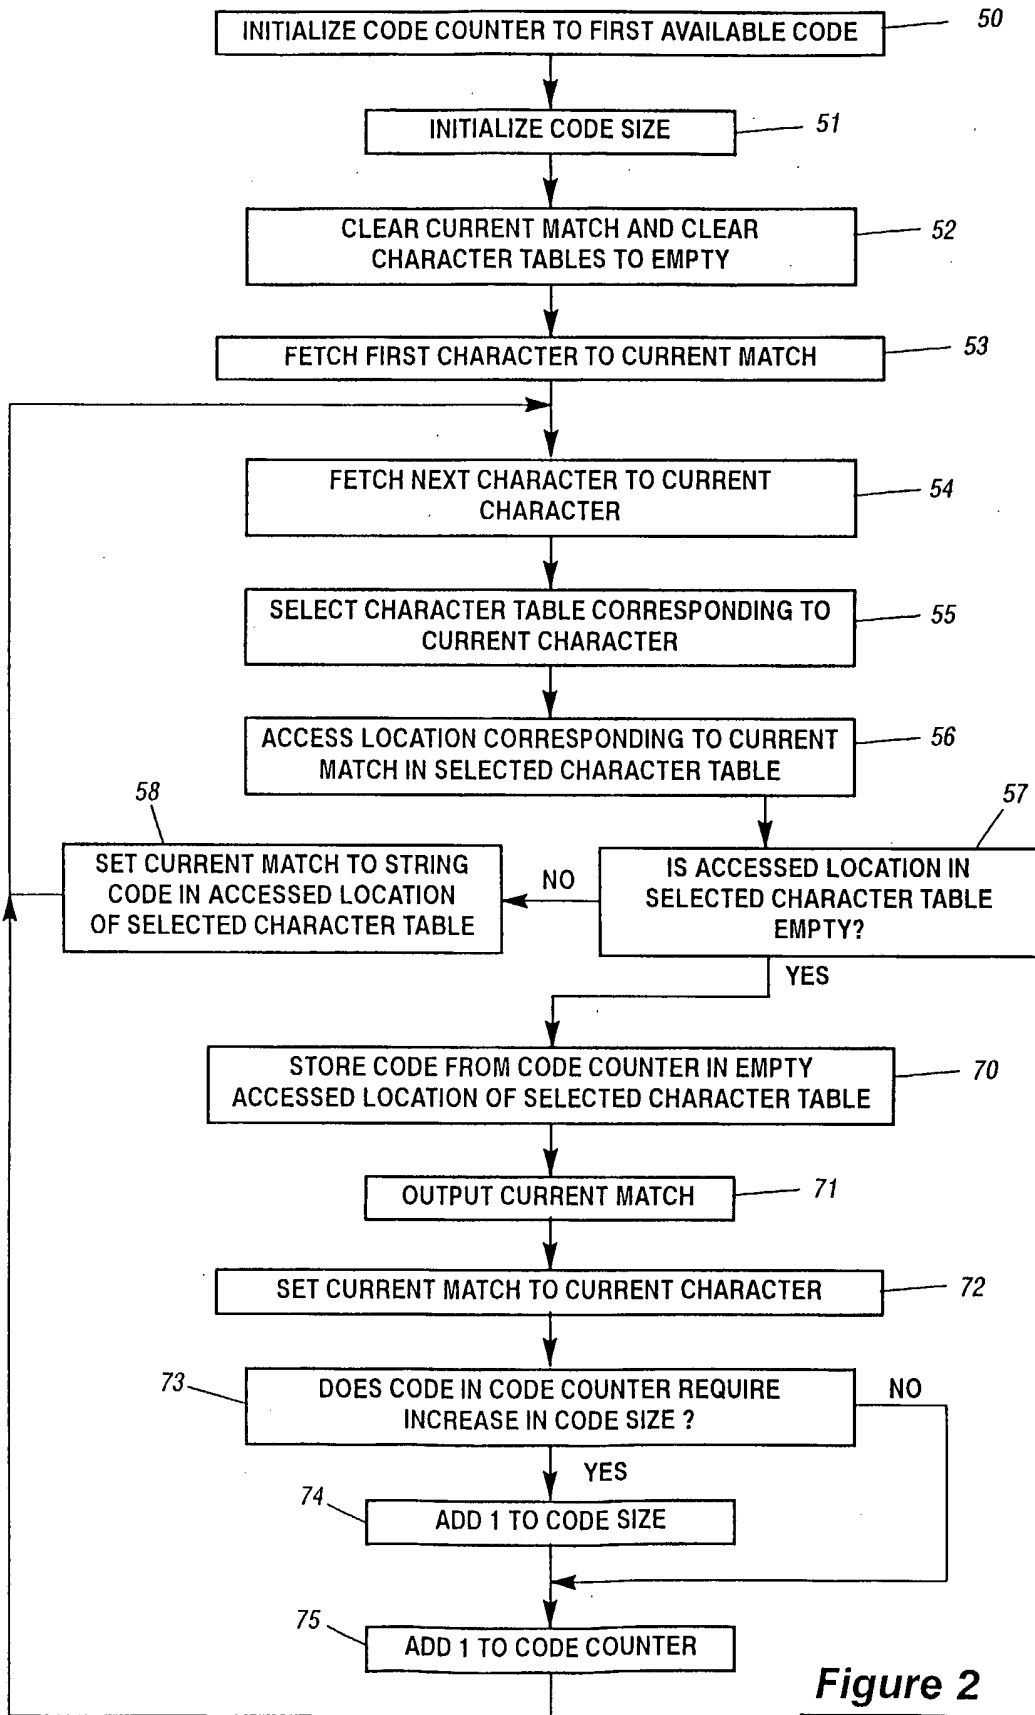 INITIALIZE CODE COUNTER TO FIRST AVAILABLE CODE
50
INITIALIZE CODE SIZE
51
CLEAR CURRENT MATCH AND CLEAR
CHARACTER TABLES TO EMPTY
52
FETCH FIRST CHARACTER TO CURRENT MATCH
53
FETCH NEXT CHARACTER TO CURRENT
CHARACTER
54
SELECT CHARACTER TABLE CORRESPONDING TO
CURRENT CHARACTER
55
ACCESS LOCATION CORRESPONDING TO CURRENT
MATCH IN SELECTED CHARACTER TABLE
56
57
IS ACCESSED LOCATION IN
SELECTED CHARACTER TABLE
EMPTY?
NO
58
SET CURRENT MATCH TO STRING
CODE IN ACCESSED LOCATION
OF SELECTED CHARACTER TABLE
YES
STORE CODE FROM CODE COUNTER IN EMPTY
ACCESSED LOCATION OF SELECTED CHARACTER TABLE
70
OUTPUT CURRENT MATCH
71
SET CURRENT MATCH TO CURRENT CHARACTER
72
73
DOES CODE IN CODE COUNTER REQUIRE
INCREASE IN CODE SIZE ?
NO
YES
74
ADD 1 TO CODE SIZE
75
ADD 1 TO CODE COUNTER
Figure 2